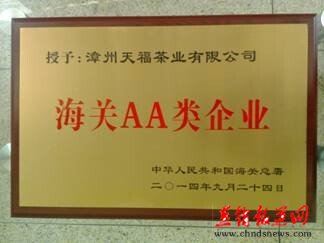 授予：漳州天福茶业有限公司
海关AA类企业
中华人民共和国海关总署
二〇一四年九月二十四日
www.chndsnews.com